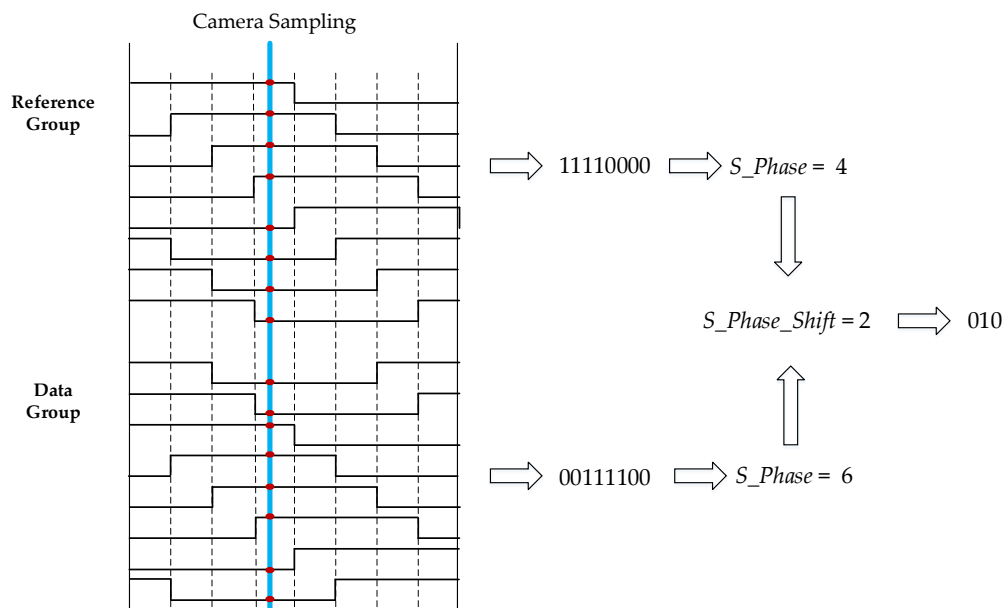 Camera Sampling
Reference
Group
11110000
S_Phase = 4
S_Phase_Shift = 2
010
Data
Group
00111100
S_Phase = 6